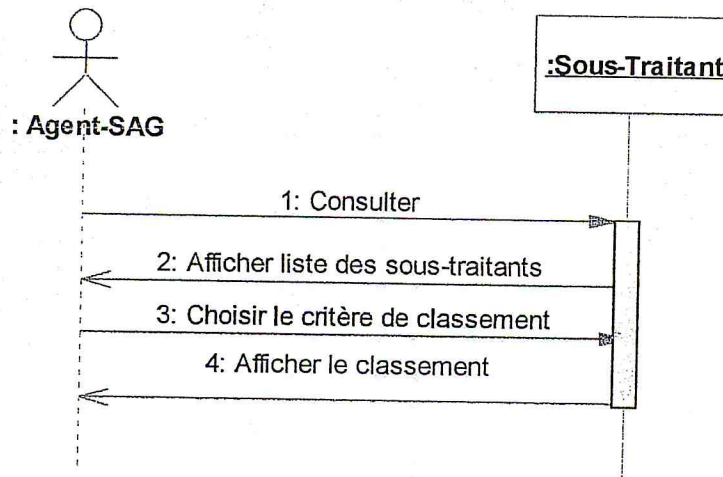 :Sous-Traitant
: Agent-SAG
1: Consulter
2: Afficher liste des sous-traitants
3: Choisir le critère de classement
4: Afficher le classement